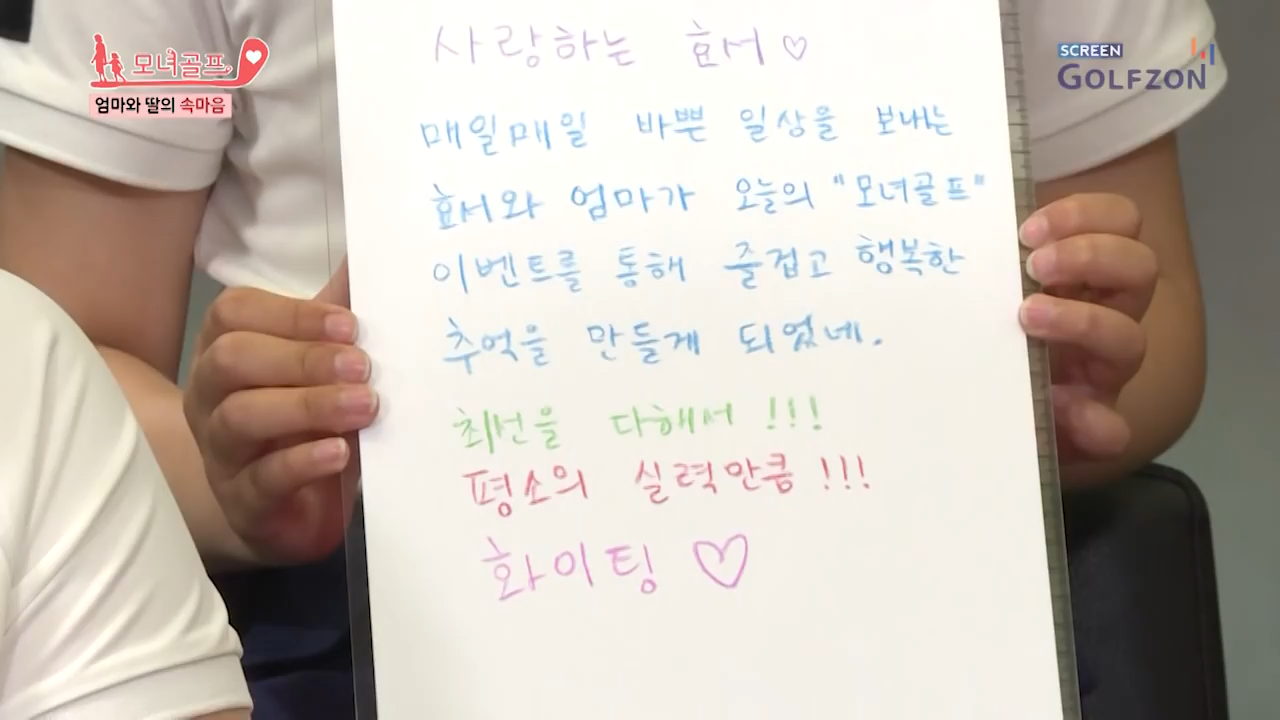 모녀골프
엄마와 딸의 속마음
SCREEN
GOLFZON
사랑하는 효서♡
매일매일 바쁜 일상을 보내는
효서와 엄마가 오늘의 "모녀골프"
이벤트를 통해 즐겁고 행복한
추억을 만들게 되었네.
최선을 다해서 !!!
평소의 실력만큼 !!!
화이팅 ♡